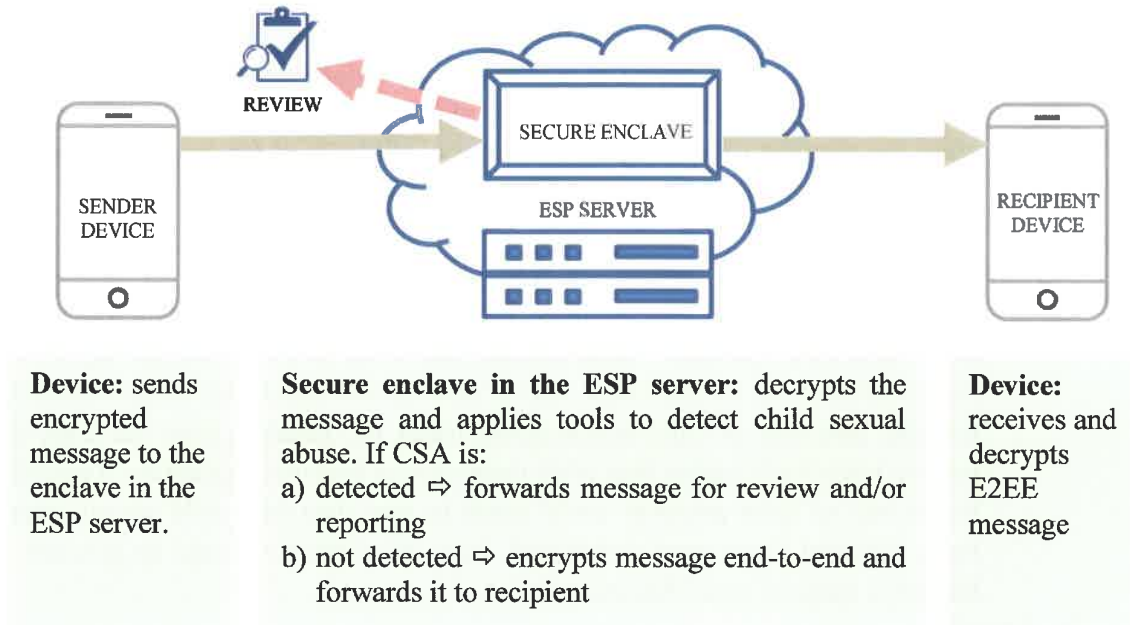 REVIEW
SECURE ENCLAVE
SENDER
DEVICE
ESP SERVER
RECIPIENT
DEVICE
Device: sends
encrypted
message to the
enclave in the
ESP server.
Secure enclave in the ESP server: decrypts the
message and applies tools to detect child sexual
abuse. If CSA is:
a) detected ⇨ forwards message for review and/or
reporting
b) not detected ⇨ encrypts message end-to-end and
forwards it to recipient
Device:
receives and
decrypts
E2EE
message